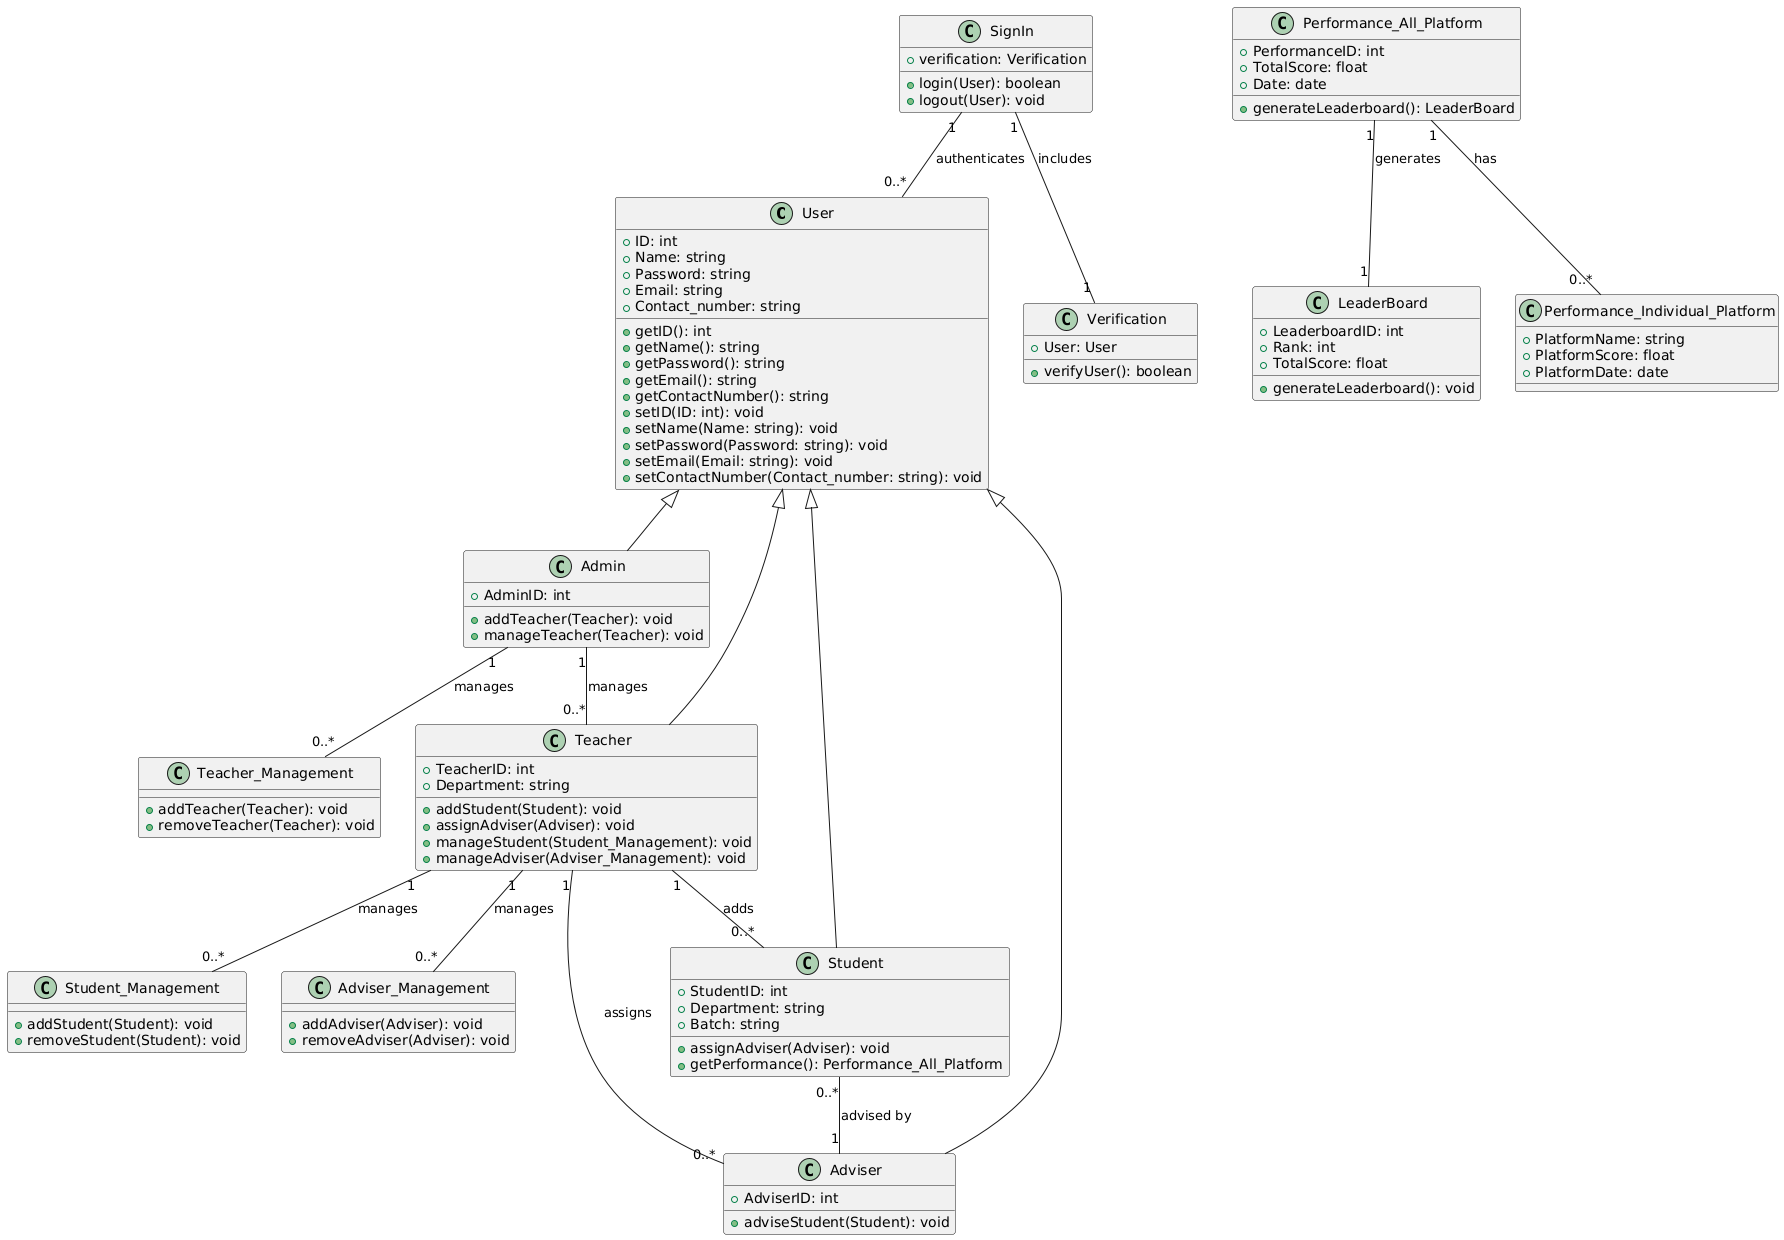 C SignIn
verification: Verification
login(User): boolean
logout(User): void
C Performance_All_Platform
PerformanceID: int
TotalScore: float
Date: date
generateLeaderboard(): LeaderBoard
1
1
authenticates
includes
0..*
1
1
1
generates
has
1
0..*
C User
ID: int
Name: string
Password: string
Email: string
Contact_number: string
getID(): int
getName(): string
getPassword(): string
getEmail(): string
getContactNumber(): string
setID(ID: int): void
setName(Name: string): void
setPassword(Password: string): void
setEmail(Email: string): void
setContactNumber(Contact_number: string): void
C Verification
User: User
verifyUser(): boolean
C LeaderBoard
LeaderboardID: int
Rank: int
TotalScore: float
generateLeaderboard(): void
C Performance_Individual_Platform
PlatformName: string
PlatformScore: float
PlatformDate: date
C Admin
AdminID: int
addTeacher(Teacher): void
manageTeacher(Teacher): void
1
1
manages
manages
0..*
0..*
C Teacher_Management
addTeacher(Teacher): void
removeTeacher(Teacher): void
C Teacher
TeacherID: int
Department: string
addStudent(Student): void
assignAdviser(Adviser): void
manageStudent(Student_Management): void
manageAdviser(Adviser_Management): void
1
1
1
1
manages
manages
adds
0..*
0..*
0..*
assigns
C Student_Management
addStudent(Student): void
removeStudent(Student): void
C Adviser_Management
addAdviser(Adviser): void
removeAdviser(Adviser): void
C Student
StudentID: int
Department: string
Batch: string
assignAdviser(Adviser): void
getPerformance(): Performance_All_Platform
0..*
advised by
1
0..*
C Adviser
AdviserID: int
adviseStudent(Student): void